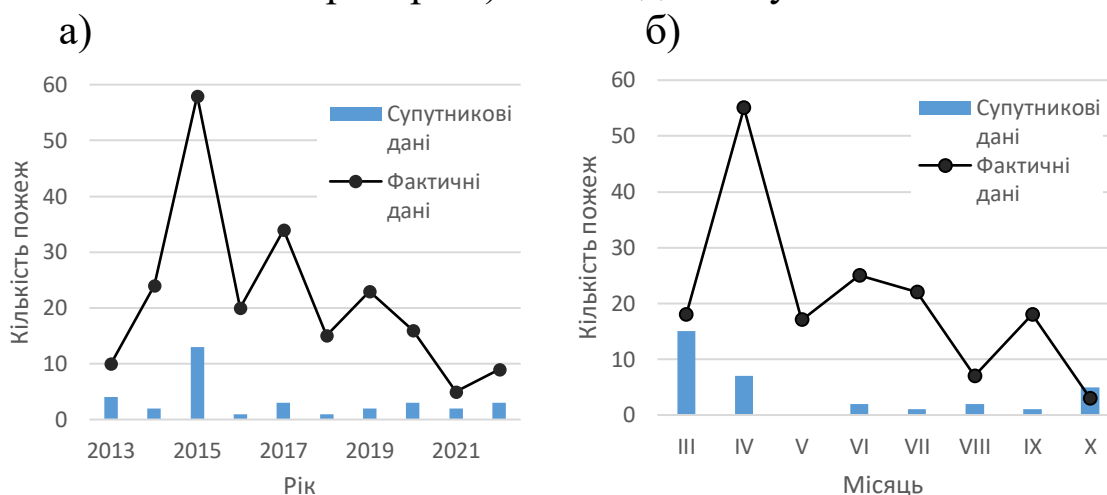 а)
60
50
40
30
20
10
0
Кількість пожеж
Супутникові
дані
Фактичні
дані
2013
2015
2017
2019
2021
Рік
б)
60
50
40
30
20
10
0
Кількість пожеж
Супутникові
дані
Фактичні
дані
III
IV
V
VI
VII
VIII
IX
X
Місяць